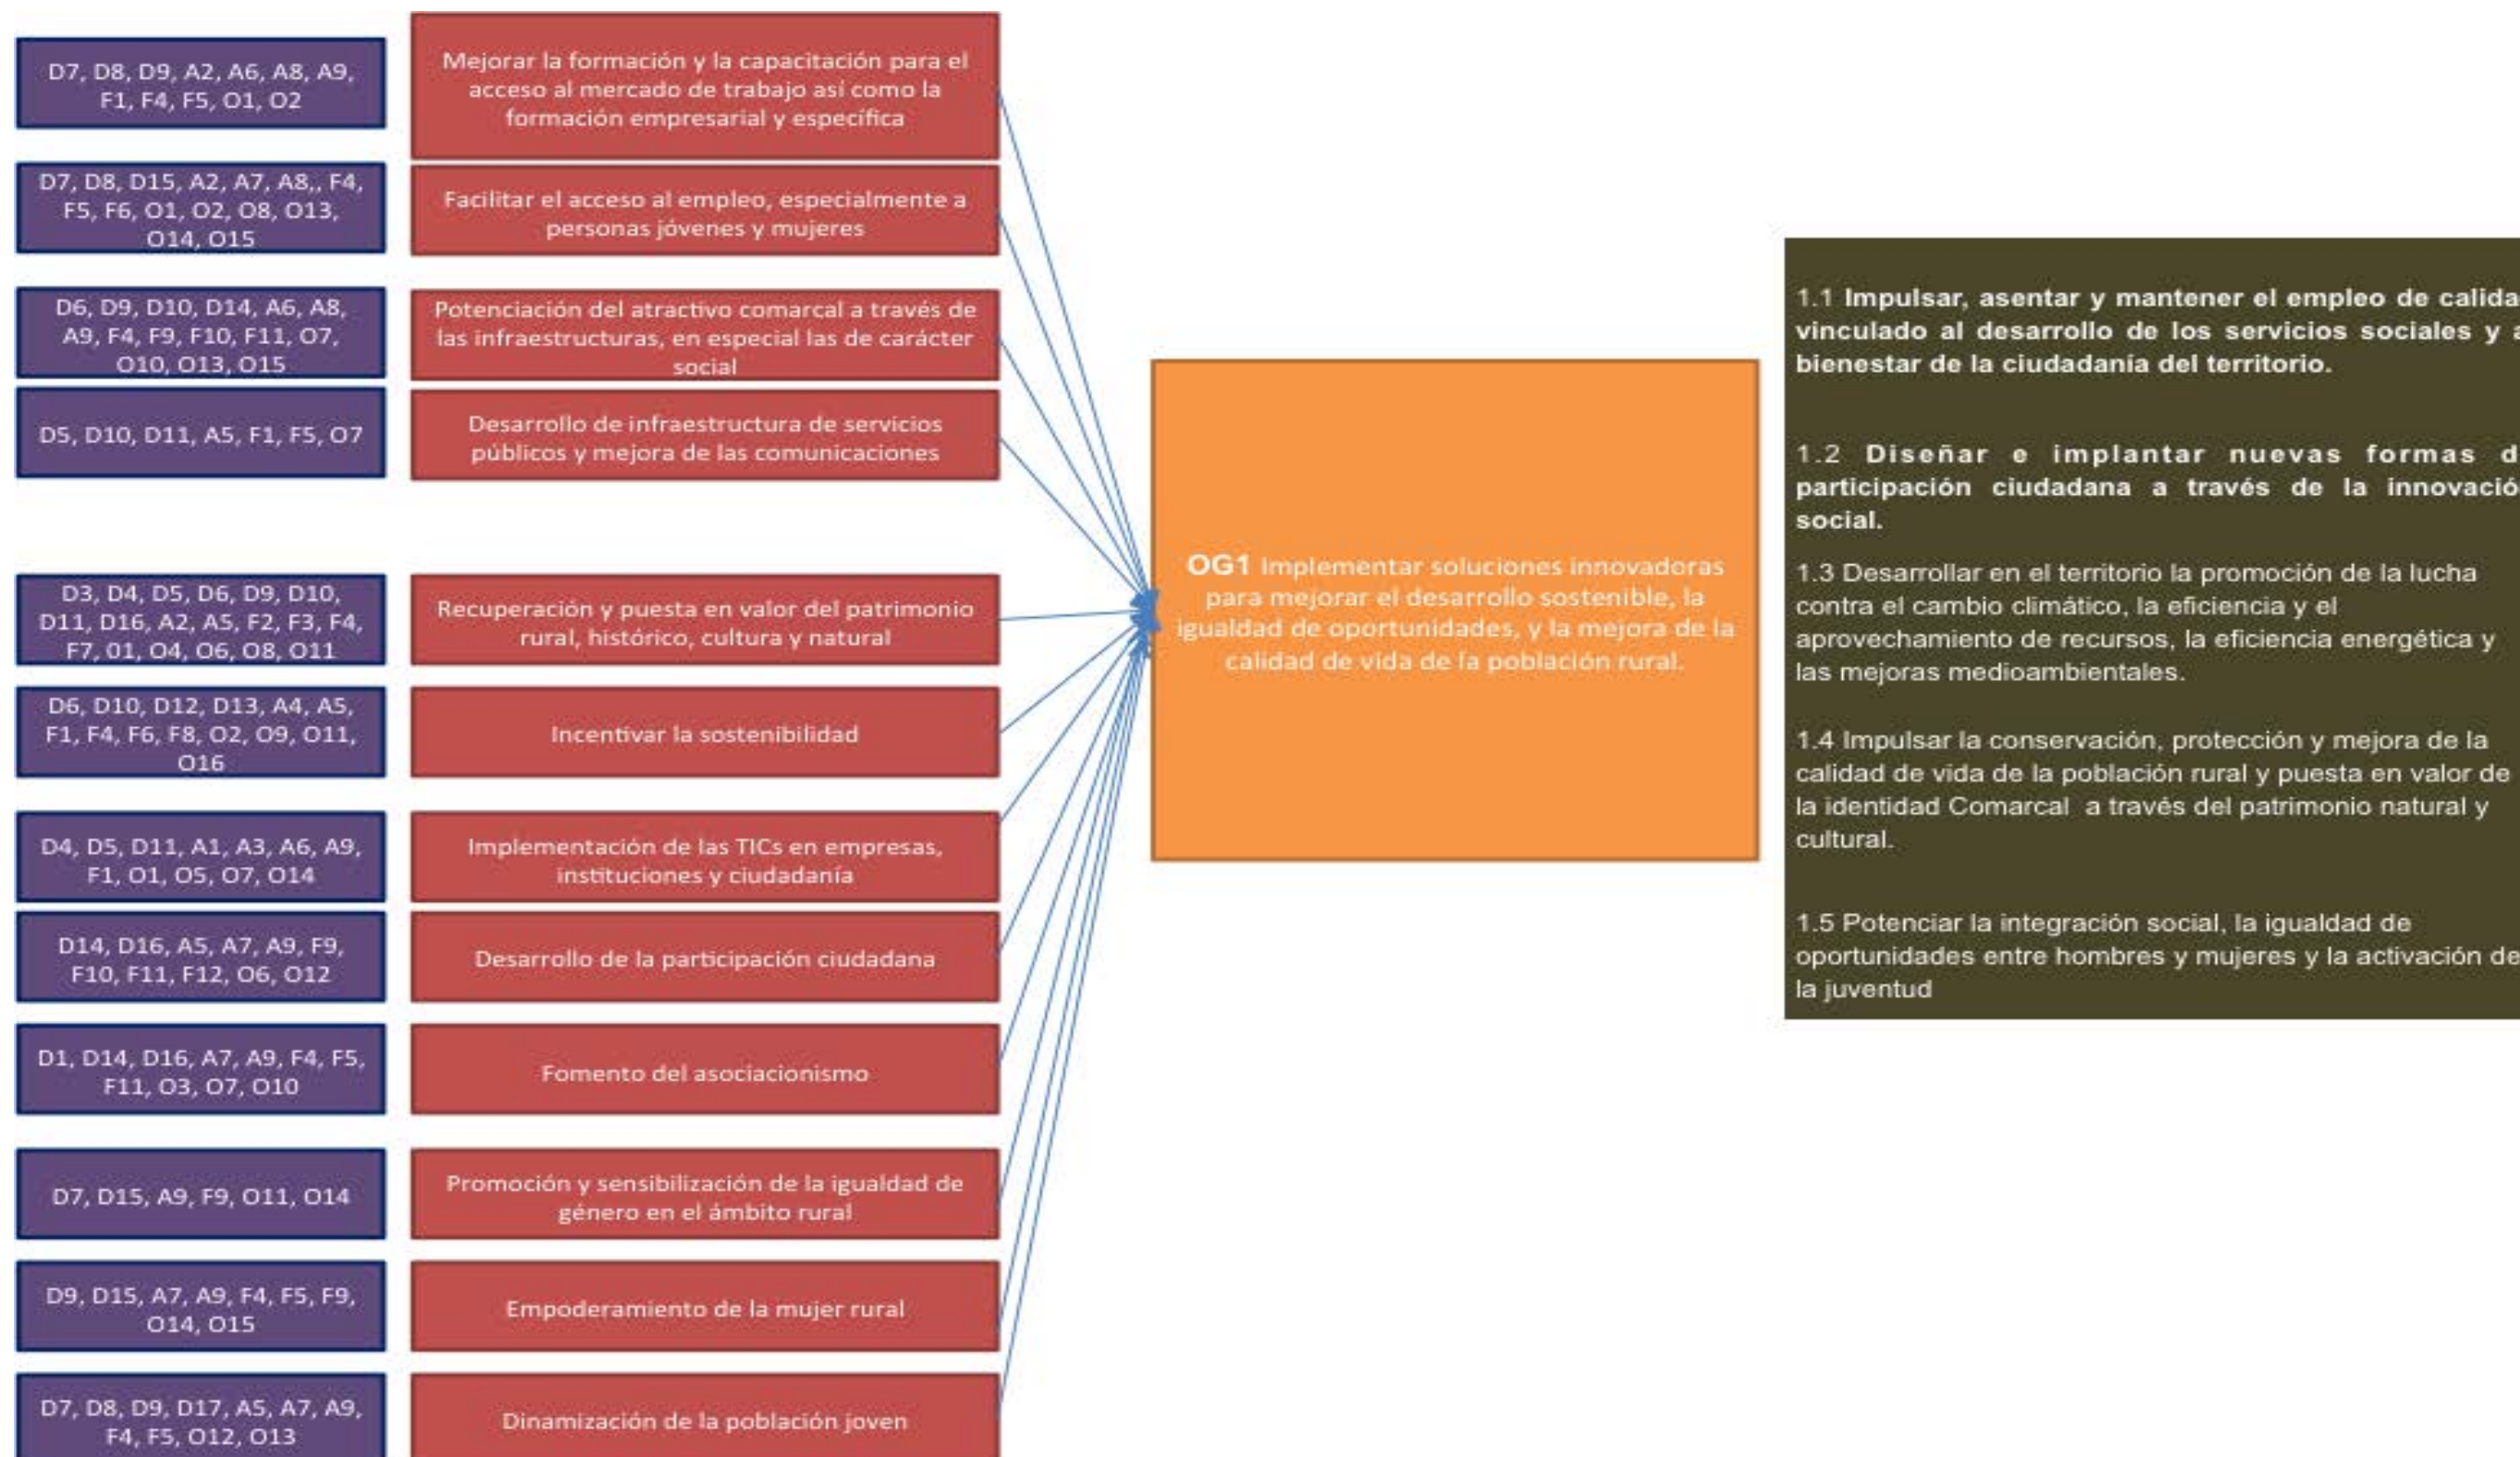 D7, D8, D9, A2, A6, A8, A9,
F1, F4, F5, O1, O2
Mejorar la formación y la capacitación para el
acceso al mercado de trabajo así como la
formación empresarial y específica
D7, D8, D15, A2, A7, A8,, F4,
F5, F6, O1, O2, O8, O13,
O14, O15
Facilitar el acceso al empleo, especialmente a
personas jóvenes y mujeres
D6, D9, D10, D14, A6, A8,
A9, F4, F9, F10, F11, O7,
O10, O13, O15
Potenciación del atractivo comarcal a través de
las infraestructuras, en especial las de carácter
social
D5, D10, D11, A5, F1, F5, O7
Desarrollo de infraestructura de servicios
públicos y mejora de las comunicaciones
D3, D4, D5, D6, D9, D10,
D11, D16, A2, A5, F2, F3, F4,
F7, 01, O4, O6, O8, O11
Recuperación y puesta en valor del patrimonio
rural, histórico, cultura y natural
D6, D10, D12, D13, A4, A5,
F1, F4, F6, F8, O2, O9, O11,
O16
Incentivar la sostenibilidad
D4, D5, D11, A1, A3, A6, A9,
F1, O1, O5, O7, O14
Implementación de las TICs en empresas,
instituciones y ciudadanía
D14, D16, A5, A7, A9, F9,
F10, F11, F12, O6, O12
Desarrollo de la participación ciudadana
D1, D14, D16, A7, A9, F4, F5,
F11, O3, O7, O10
Fomento del asociacionismo
D7, D15, A9, F9, O11, O14
Promoción y sensibilización de la igualdad de
género en el ámbito rural
D9, D15, A7, A9, F4, F5, F9,
O14, O15
Empoderamiento de la mujer rural
D7, D8, D9, D17, A5, A7, A9,
F4, F5, O12, O13
Dinamización de la población joven
OG1 Implementar soluciones innovadoras
para mejorar el desarrollo sostenible, la
igualdad de oportunidades, y la mejora de la
calidad de vida de la población rural.
1.1 Impulsar, asentar y mantener el empleo de calida
vinculado al desarrollo de los servicios sociales y a
bienestar de la ciudadanía del territorio.
1.2 Diseñar e implantar nuevas formas d
participación ciudadana a través de la innovació
social.
1.3 Desarrollar en el territorio la promoción de la lucha
contra el cambio climático, la eficiencia y el
aprovechamiento de recursos, la eficiencia energética y
las mejoras medioambientales.
1.4 Impulsar la conservación, protección y mejora de la
calidad de vida de la población rural y puesta en valor de
la identidad Comarcal a través del patrimonio natural y
cultural.
1.5 Potenciar la integración social, la igualdad de
oportunidades entre hombres y mujeres y la activación de
la juventud